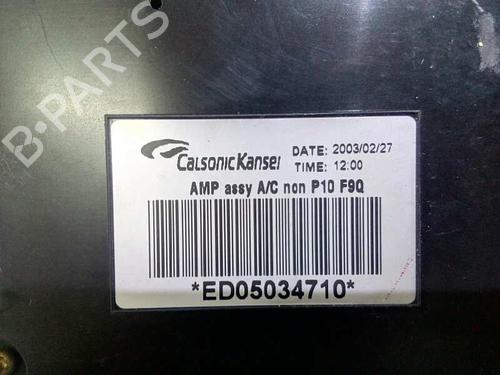 B-PARTS
CalsonicKansei
DATE: 2003/02/27
TIME: 12:00
AMP assy A/C non P10 F9Q
*ED05034710*